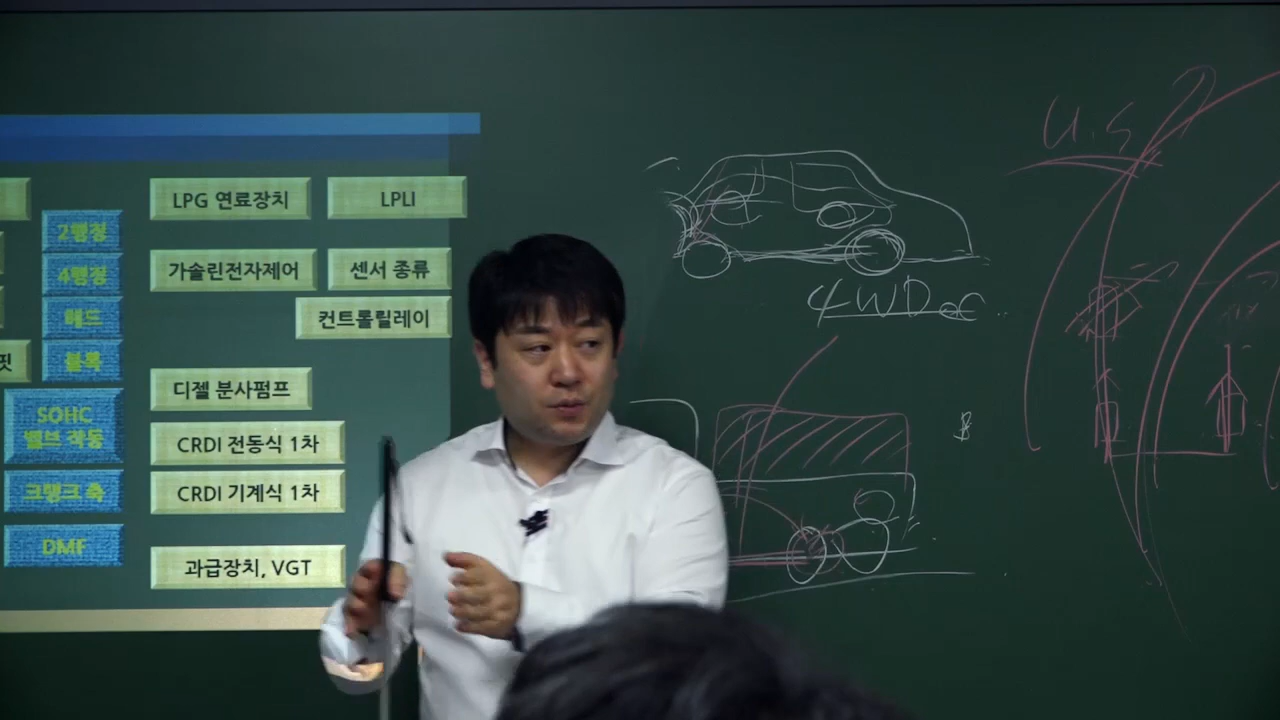 LPG 연료장치
LPLI
2행정
4행정
가솔린전자제어
센서 종류
헤드
컨트롤릴레이
블록
핏
디젤 분사펌프
SOHC
밸브 작동
CRDI 전동식 1차
크랭크 축
CRDI 기계식 1차
DMF
과급장치, VGT
U.S
4WD